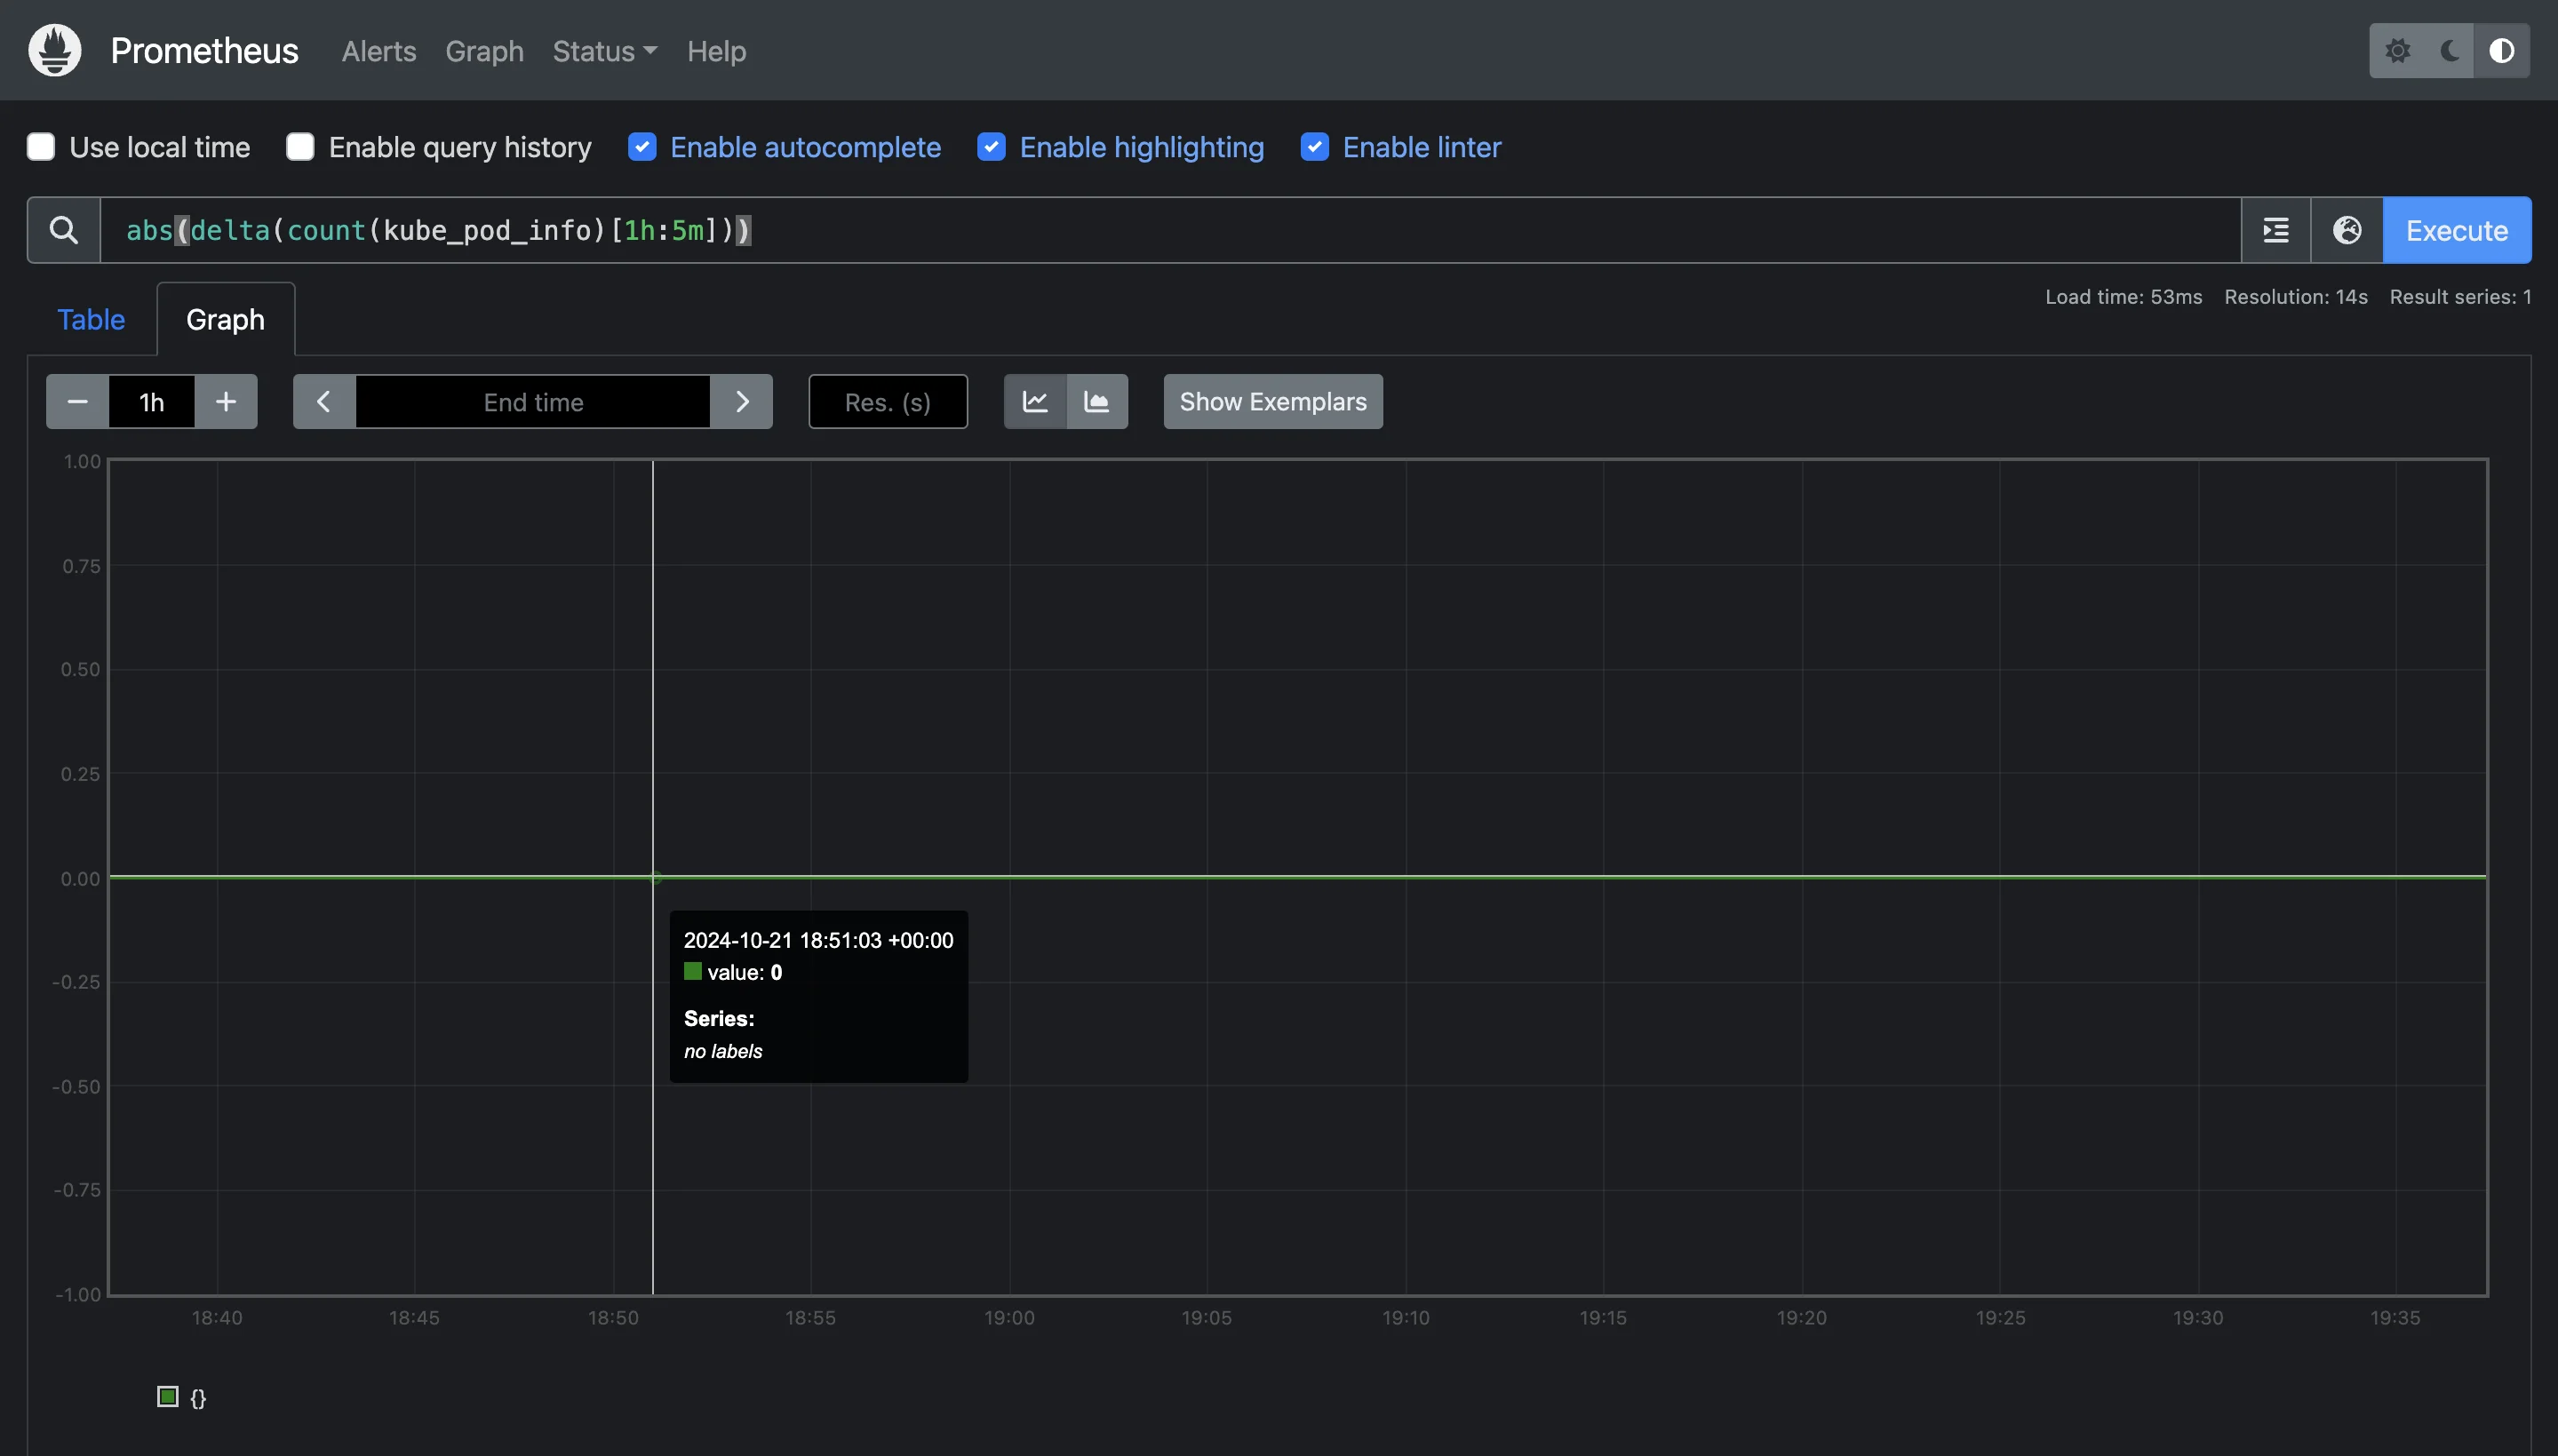 Prometheus Alerts Graph Status Help
Use local time Enable query history Enable autocomplete Enable highlighting Enable linter
abs(delta(count(kube_pod_info)[1h:5m])) Execute
Load time: 53ms Resolution: 14s Result series: 1
Table Graph
1h End time Res. (s) Show Exemplars
1.00
0.75
0.50
0.25
0.00
-0.25
-0.50
-0.75
-1.00
2024-10-21 18:51:03 +00:00
value: 0
Series:
no labels
18:40 18:45 18:50 18:55 19:00 19:05 19:10 19:15 19:20 19:25 19:30 19:35
{}